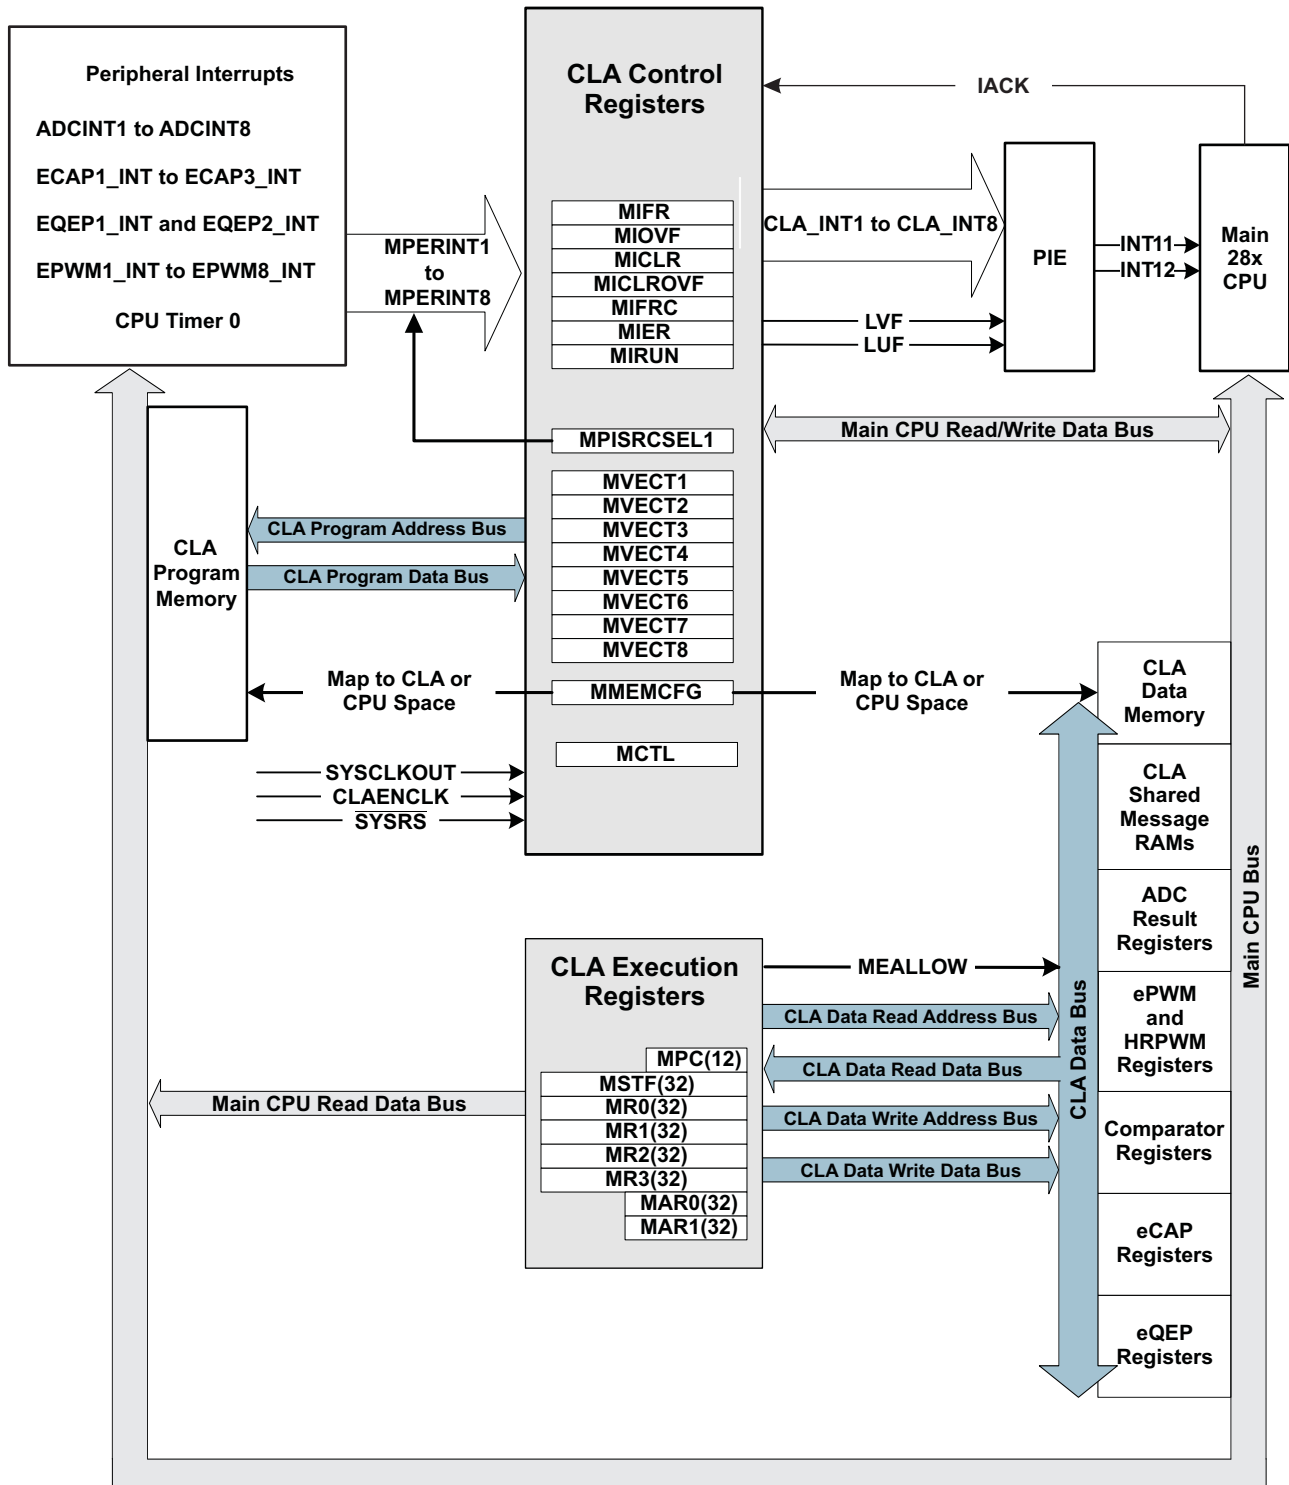 Peripheral Interrupts
ADCINT1 to ADCINT8
ECAP1_INT to ECAP3_INT
EQEP1_INT and EQEP2_INT
EPWM1_INT to EPWM8_INT
CPU Timer 0
MPERINT1
to
MPERINT8
CLA Control
Registers
MIFR
MIOVF
MICLR
MICLROVF
MIFRC
MIER
MIRUN
MPISRCSEL1
MVECT1
MVECT2
MVECT3
MVECT4
MVECT5
MVECT6
MVECT7
MVECT8
MMEMCFG
MCTL
IACK
CLA_INT1 to CLA_INT8
LVF
LUF
PIE
INT11
INT12
Main
28x
CPU
Main CPU Read/Write Data Bus
CLA Program Address Bus
CLA Program Data Bus
CLA
Program
Memory
Map to CLA or
CPU Space
Map to CLA or
CPU Space
SYSCLKOUT
CLAENCLK
SYSRS
CLA
Data
Memory
CLA
Shared
Message
RAMs
ADC
Result
Registers
ePWM
and
HRPWM
Registers
Comparator
Registers
eCAP
Registers
eQEP
Registers
Main CPU Bus
CLA Data Bus
CLA Execution
Registers
MPC(12)
MSTF(32)
MR0(32)
MR1(32)
MR2(32)
MR3(32)
MAR0(32)
MAR1(32)
MEALLOW
CLA Data Read Address Bus
CLA Data Read Data Bus
CLA Data Write Address Bus
CLA Data Write Data Bus
Main CPU Read Data Bus